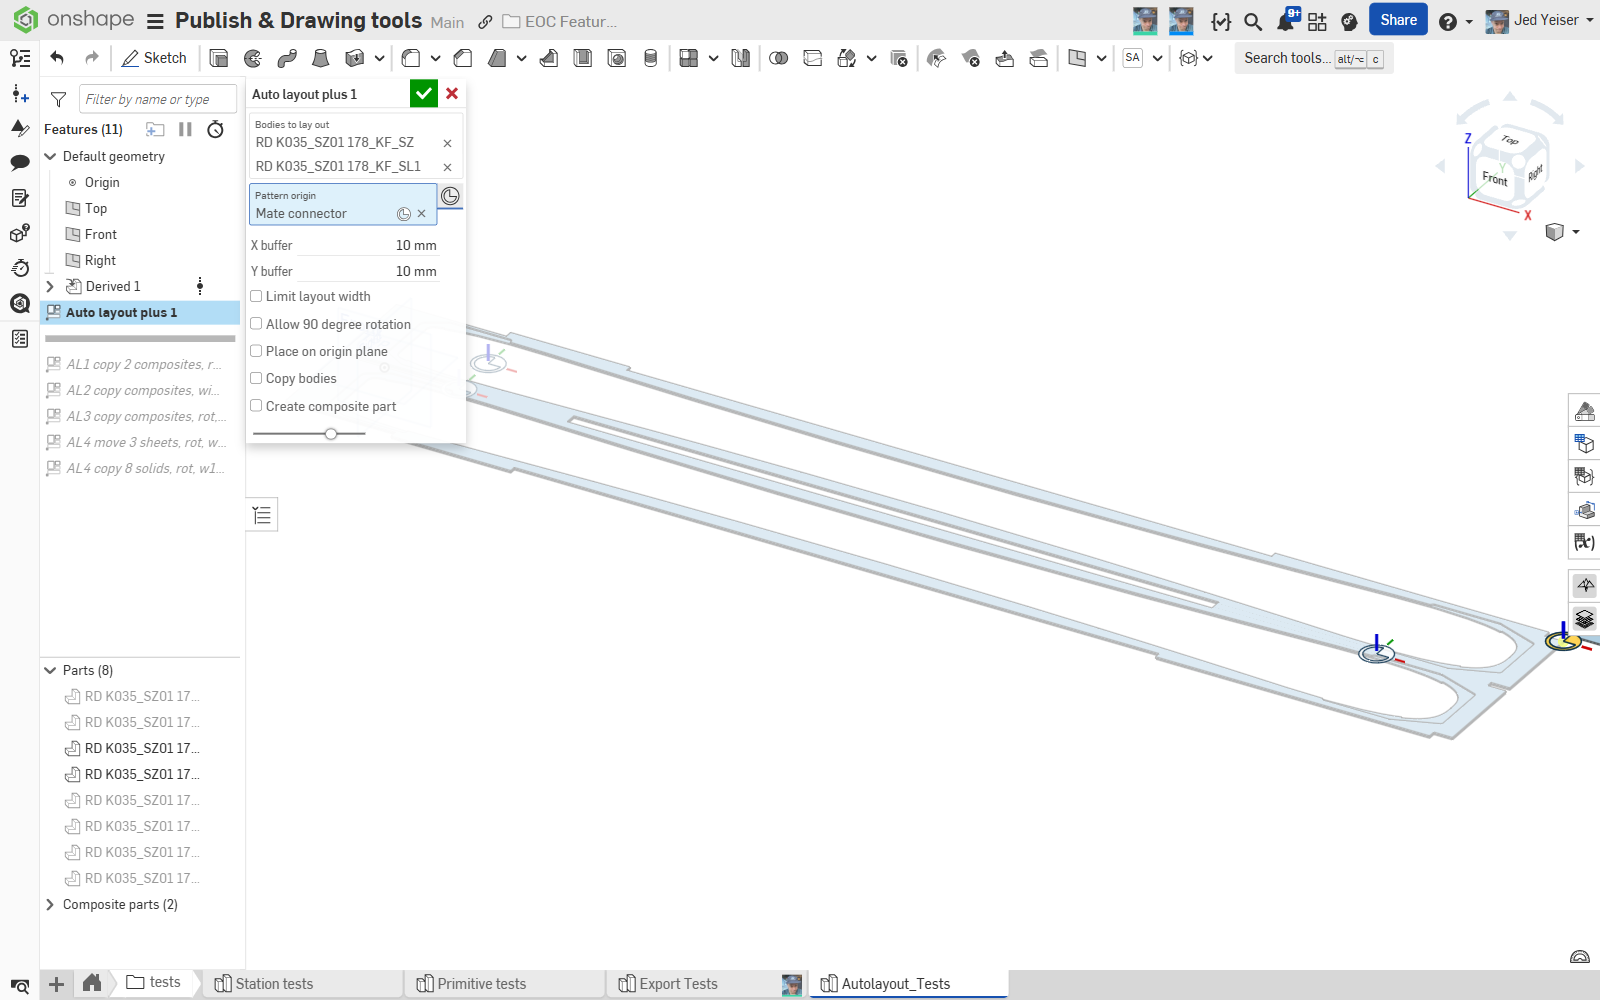 onshape
Publish & Drawing tools Main EOC Featur...
9+
Share
Jed Yeiser
Sketch
SA
Search tools... alt/⌥ c
Filter by name or type
Features (11)
Default geometry
Origin
Top
Front
Right
Derived 1
Auto layout plus 1
AL1 copy 2 composites, r...
AL2 copy composites, wi...
AL3 copy composites, rot,...
AL4 move 3 sheets, rot, w...
AL4 copy 8 solids, rot, w1...
Parts (8)
RD K035_SZ01 17...
RD K035_SZ01 17...
RD K035_SZ01 17...
RD K035_SZ01 17...
RD K035_SZ01 17...
RD K035_SZ01 17...
RD K035_SZ01 17...
RD K035_SZ01 17...
Composite parts (2)
Auto layout plus 1
Bodies to lay out
RD K035_SZ01 178_KF_SZ
RD K035_SZ01 178_KF_SL1
Pattern origin
Mate connector
X buffer 10 mm
Y buffer 10 mm
Limit layout width
Allow 90 degree rotation
Place on origin plane
Copy bodies
Create composite part
Z
Top
Y
Front
Right
X
tests
Station tests
Primitive tests
Export Tests
Autolayout_Tests